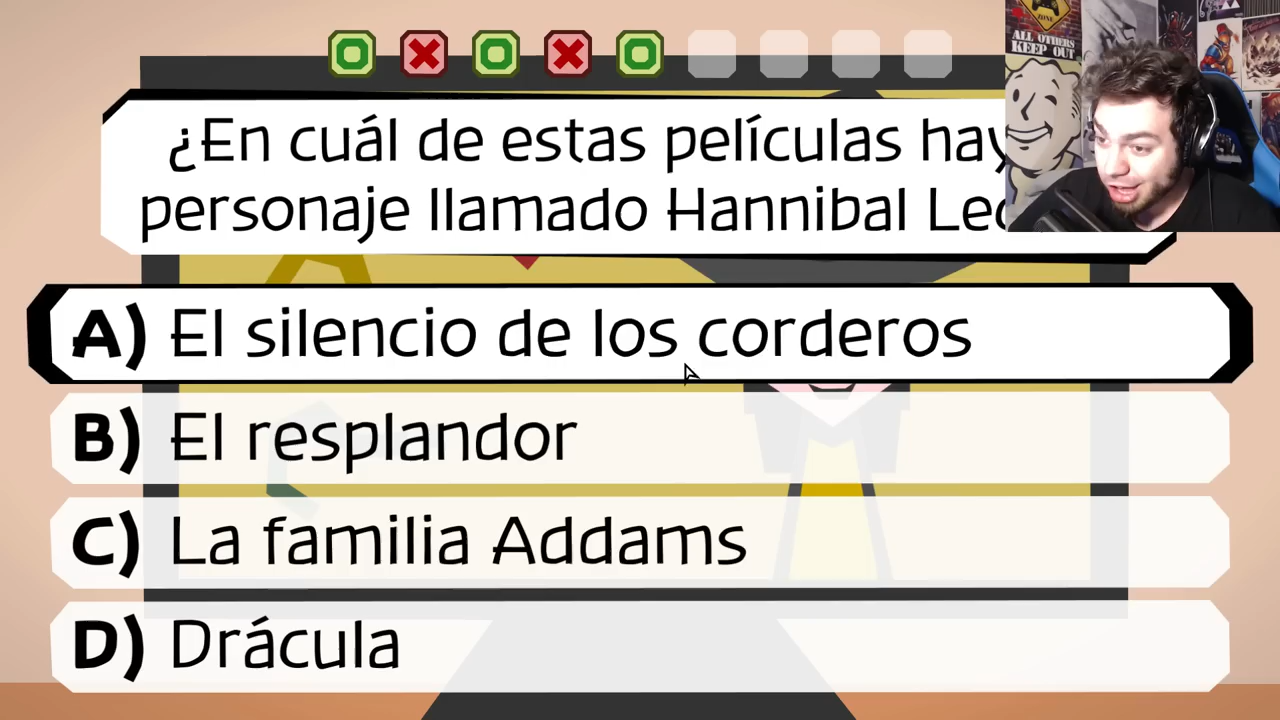 ¿En cuál de estas películas hay
personaje llamado Hannibal
A) El silencio de los corderos
B) El resplandor
C) La familia Addams
D) Drácula
ZONE
ALL OTHERS
KEEP OUT